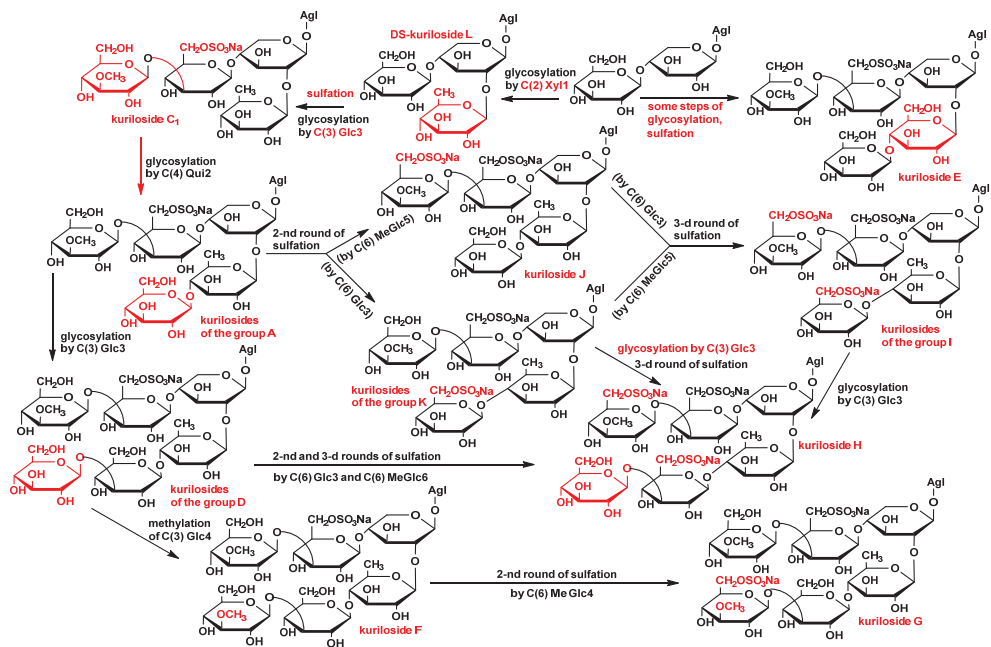 DS-kuriloside L
sulfation
glycosylation
by C(3) Glc3
glycosylation
by C(2) Xyl1
some steps of
glycosylation,
sulfation
kuriloside C1
kuriloside E
glycosylation
by C(4) Qui2
2-nd round of
sulfation
(by C(6) MeGlc5)
(by C(6) Glc3)
kuriloside J
(by C(6) Glc3)
(by C(6) MeGlc5)
3-d round of
sulfation
kurilosides
of the group A
kurilosides
of the group I
glycosylation
by C(3) Glc3
kurilosides
of the group K
glycosylation by C(3) Glc3
3-d round of sulfation
glycosylation
by C(3) Glc3
kuriloside H
kurilosides
of the group D
2-nd and 3-d rounds of sulfation
by C(6) Glc3 and C(6) MeGlc6
methylation
of C(3) Glc4
kuriloside F
2-nd round of sulfation
by C(6) MeGlc4
kuriloside G
Agl
O
CH2OH
CH2OSO3Na
OCH3
OH
CH3